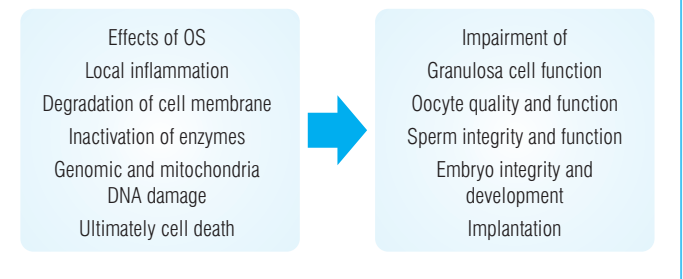 Effects of OS
Local inflammation
Degradation of cell membrane
Inactivation of enzymes
Genomic and mitochondria
DNA damage
Ultimately cell death
Impairment of
Granulosa cell function
Oocyte quality and function
Sperm integrity and function
Embryo integrity and
development
Implantation